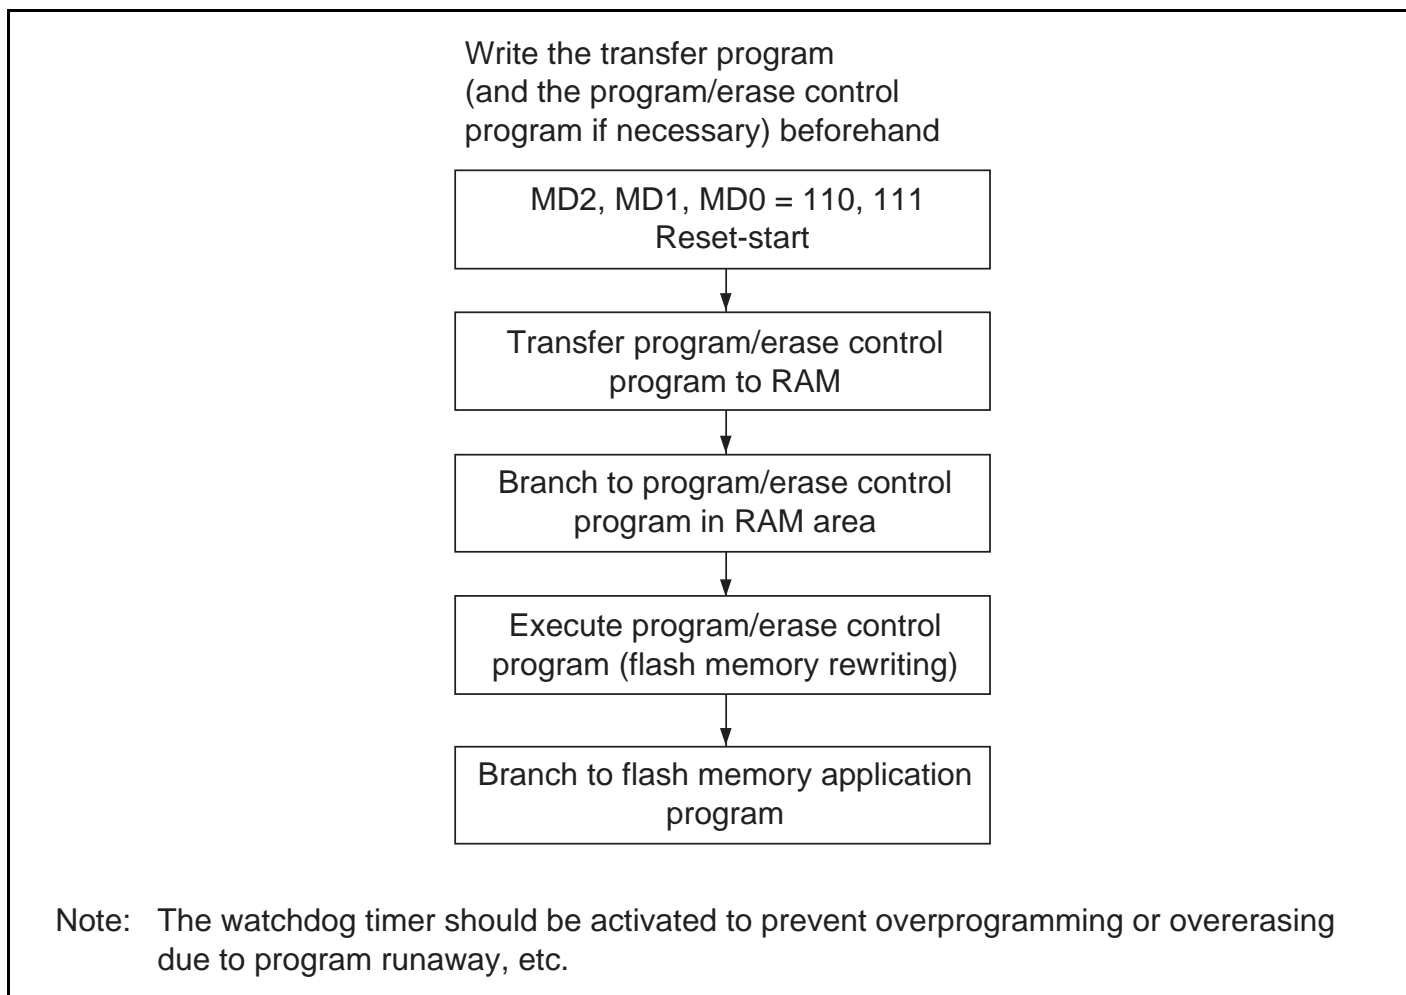 Write the transfer program
(and the program/erase control
program if necessary) beforehand
MD2, MD1, MD0 = 110, 111
Reset-start
Transfer program/erase control
program to RAM
Branch to program/erase control
program in RAM area
Execute program/erase control
program (flash memory rewriting)
Branch to flash memory application
program
Note: The watchdog timer should be activated to prevent overprogramming or overerasing
due to program runaway, etc.